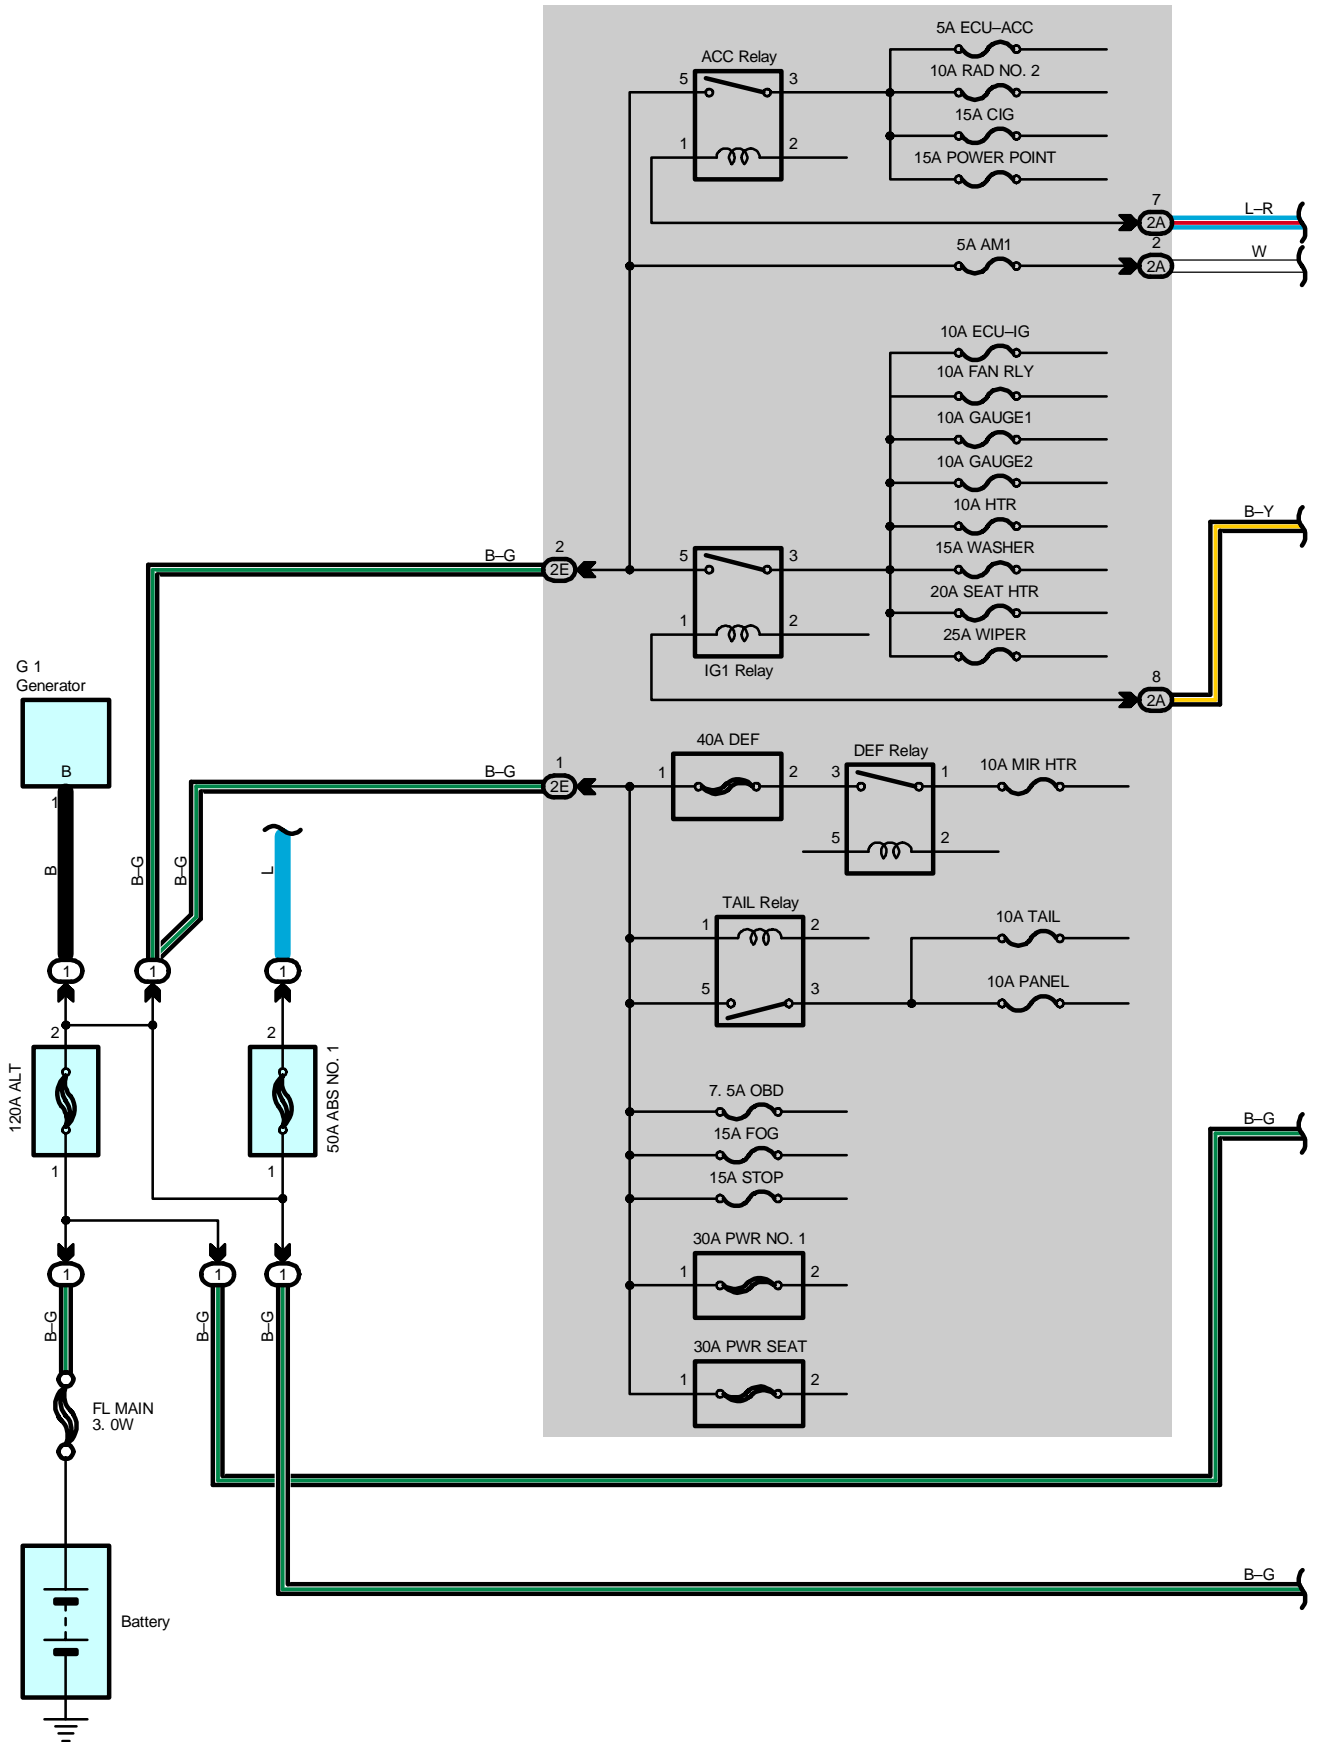 5A ECU–ACC
ACC Relay
10A RAD NO. 2
5
3
15A CIG
1
2
15A POWER POINT
7
2A
L–R
5A AM1
2
2A
W
10A ECU–IG
10A FAN RLY
10A GAUGE1
10A GAUGE2
10A HTR
B–Y
15A WASHER
B–G
2
2E
5
3
20A SEAT HTR
1
2
25A WIPER
IG1 Relay
8
2A
G 1
Generator
B
1
B
40A DEF
DEF Relay
10A MIR HTR
B–G
1
2E
1
2
3
1
5
2
B–G
B–G
L
TAIL Relay
10A TAIL
1
2
10A PANEL
5
3
1
1
1
2
2
120A ALT
50A ABS NO. 1
1
1
7. 5A OBD
15A FOG
15A STOP
B–G
30A PWR NO. 1
1
2
1
1
1
B–G
B–G
B–G
30A PWR SEAT
1
2
FL MAIN
3. 0W
B–G
Battery